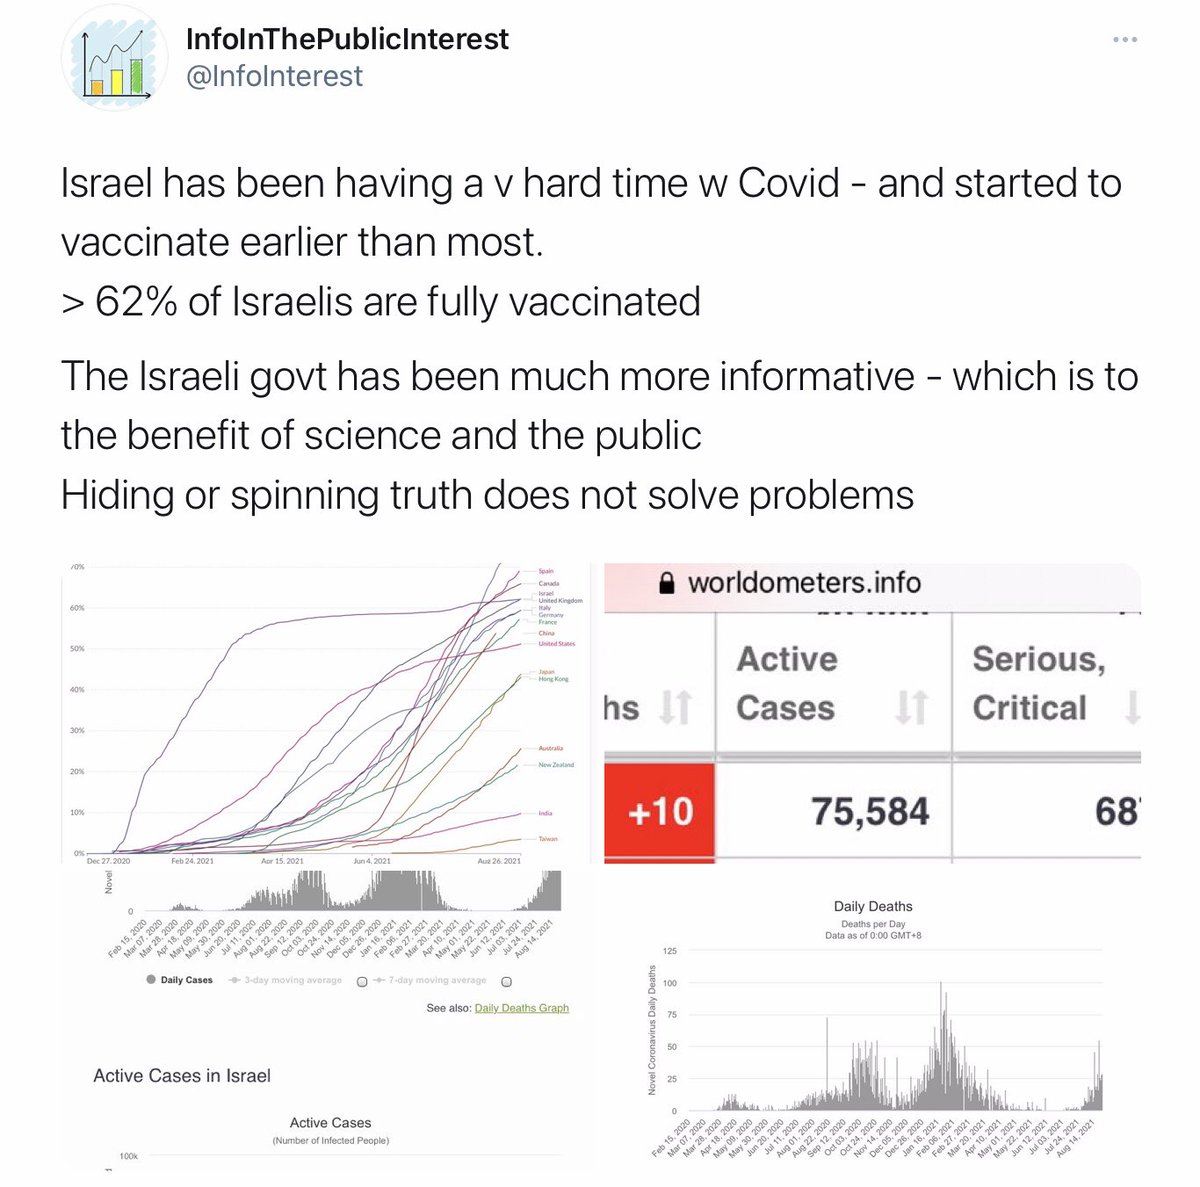 InfoInThePublicInterest
@InfoInterest
Israel has been having a v hard time w Covid - and started to
vaccinate earlier than most.
> 62% of Israelis are fully vaccinated
The Israeli govt has been much more informative - which is to
the benefit of science and the public
Hiding or spinning truth does not solve problems
70%
60%
50%
40%
30%
20%
10%
0%
Spain
Canada
Israel
United Kingdom
Italy
Germany
France
China
United States
Japan
Hong Kong
Australia
New Zealand
India
Taiwan
Dec 27, 2020 Feb 24, 2021 Apr 15, 2021 Jun 4, 2021 Aug 26, 2021
worldometers.info
hs
Active
Cases
Serious,
Critical
+10 75,584 68
Novel
0
Feb 15, 2020
Mar 07, 2020
Mar 28, 2020
Apr 18, 2020
May 09, 2020
May 30, 2020
Jun 20, 2020
Jul 11, 2020
Aug 01, 2020
Aug 22, 2020
Sep 12, 2020
Oct 03, 2020
Oct 24, 2020
Nov 14, 2020
Dec 05, 2020
Dec 26, 2020
Jan 16, 2021
Feb 06, 2021
Feb 27, 2021
Mar 20, 2021
Apr 10, 2021
May 01, 2021
May 22, 2021
Jun 12, 2021
Jul 03, 2021
Jul 24, 2021
Aug 14, 2021
Daily Cases 3-day moving average 7-day moving average
See also: Daily Deaths Graph
Active Cases in Israel
Active Cases
(Number of Infected People)
100k
Daily Deaths
Deaths per Day
Data as of 0:00 GMT+8
Novel Coronavirus Daily Deaths
125
100
75
50
25
0
Feb 15, 2020
Mar 07, 2020
Mar 28, 2020
Apr 18, 2020
May 09, 2020
May 30, 2020
Jun 20, 2020
Jul 11, 2020
Aug 01, 2020
Aug 22, 2020
Sep 12, 2020
Oct 03, 2020
Oct 24, 2020
Nov 14, 2020
Dec 05, 2020
Dec 26, 2020
Jan 16, 2021
Feb 06, 2021
Feb 27, 2021
Mar 20, 2021
Apr 10, 2021
May 01, 2021
May 22, 2021
Jun 12, 2021
Jul 03, 2021
Jul 24, 2021
Aug 14, 2021